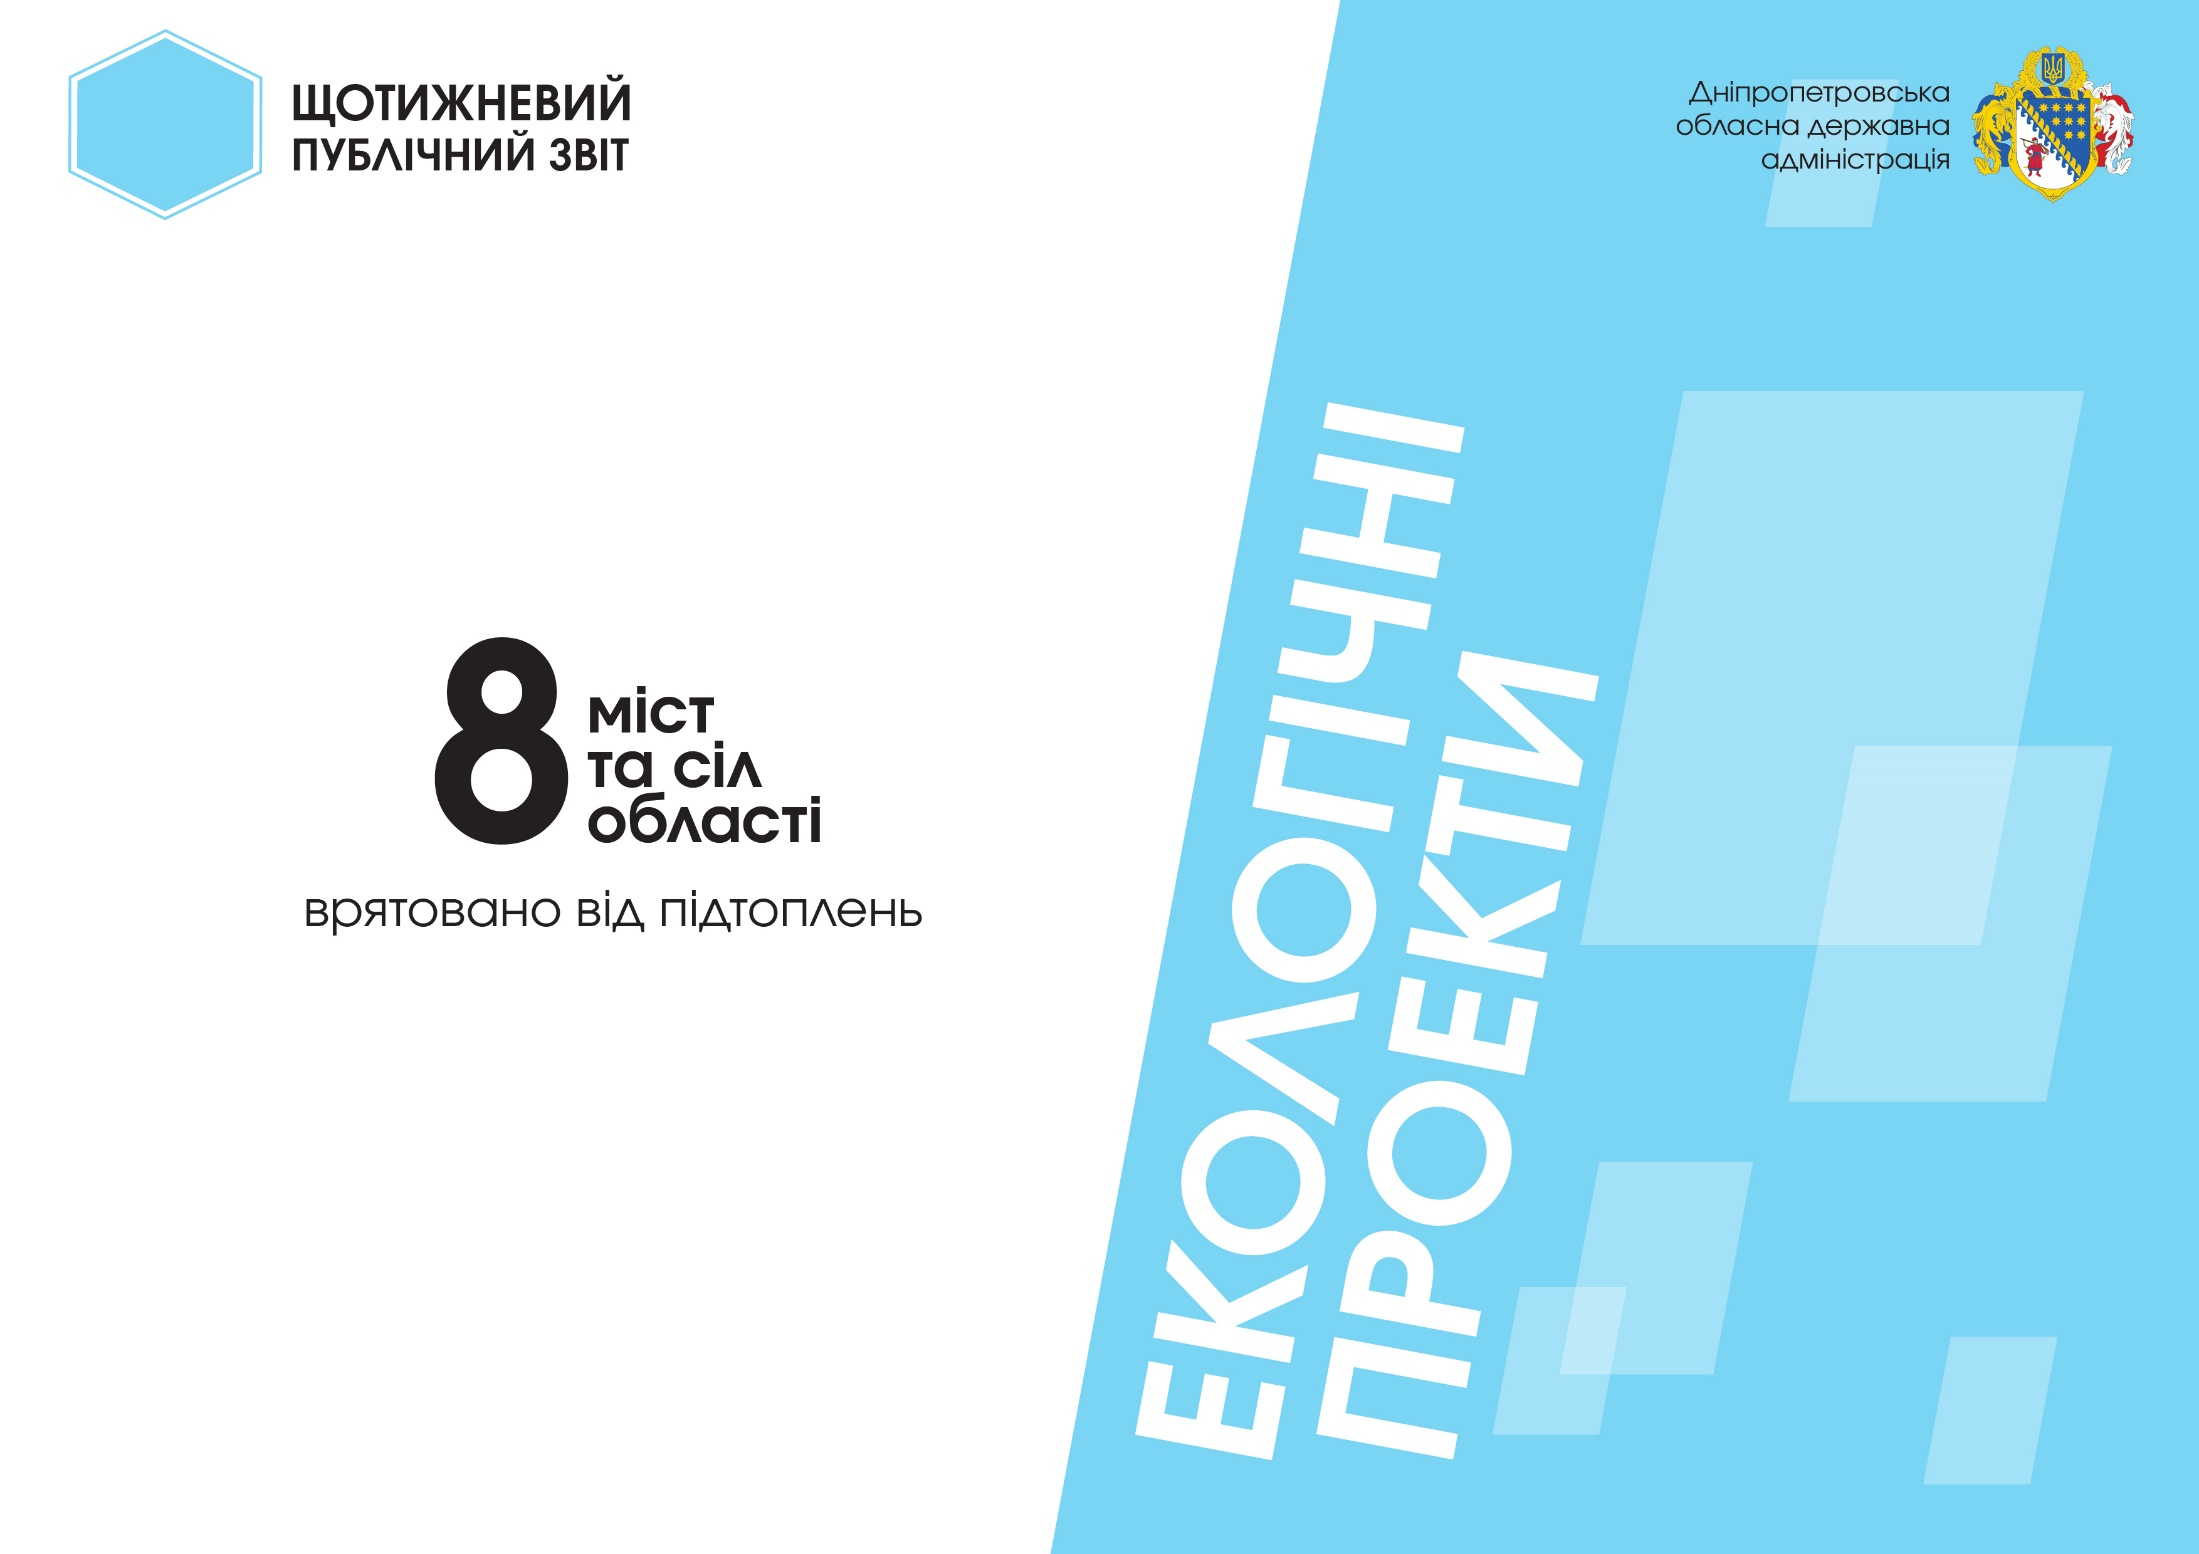 ЩОТИЖНЕВИЙ
ПУБЛІЧНИЙ ЗВІТ
Дніпропетровська
обласна державна
адміністрація
8 міст
та сіл
області
врятовано від підтоплень
ЕКОЛОГІЧНІ
ПРОЕКТИ